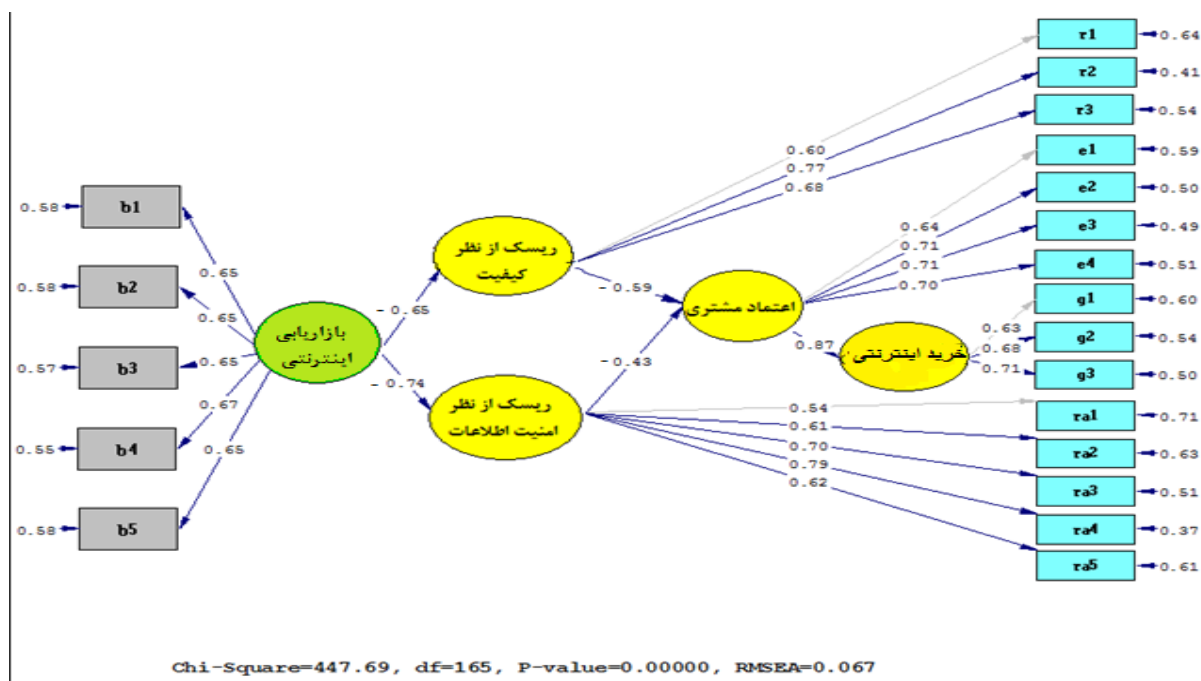 r1
0.64
r2
0.41
r3
0.54
e1
0.59
e2
0.50
e3
0.49
e4
0.51
g1
0.60
g2
0.54
g3
0.50
ra1
0.71
ra2
0.63
ra3
0.51
ra4
0.37
ra5
0.61
0.60
0.77
0.68
0.64
0.71
0.71
0.70
0.63
0.68
0.71
0.54
0.61
0.70
0.79
0.62
0.58
b1
0.58
b2
0.57
b3
0.55
b4
0.58
b5
0.65
0.65
0.65
0.67
0.65
بازاریابی
اینترنتی
-0.65
-0.74
ریسک از نظر
کیفیت
ریسک از نظر
امنیت اطلاعات
-0.59
-0.43
اعتماد مشتری
0.87
خرید اینترنتی
Chi-Square=447.69, df=165, P-value=0.00000, RMSEA=0.067